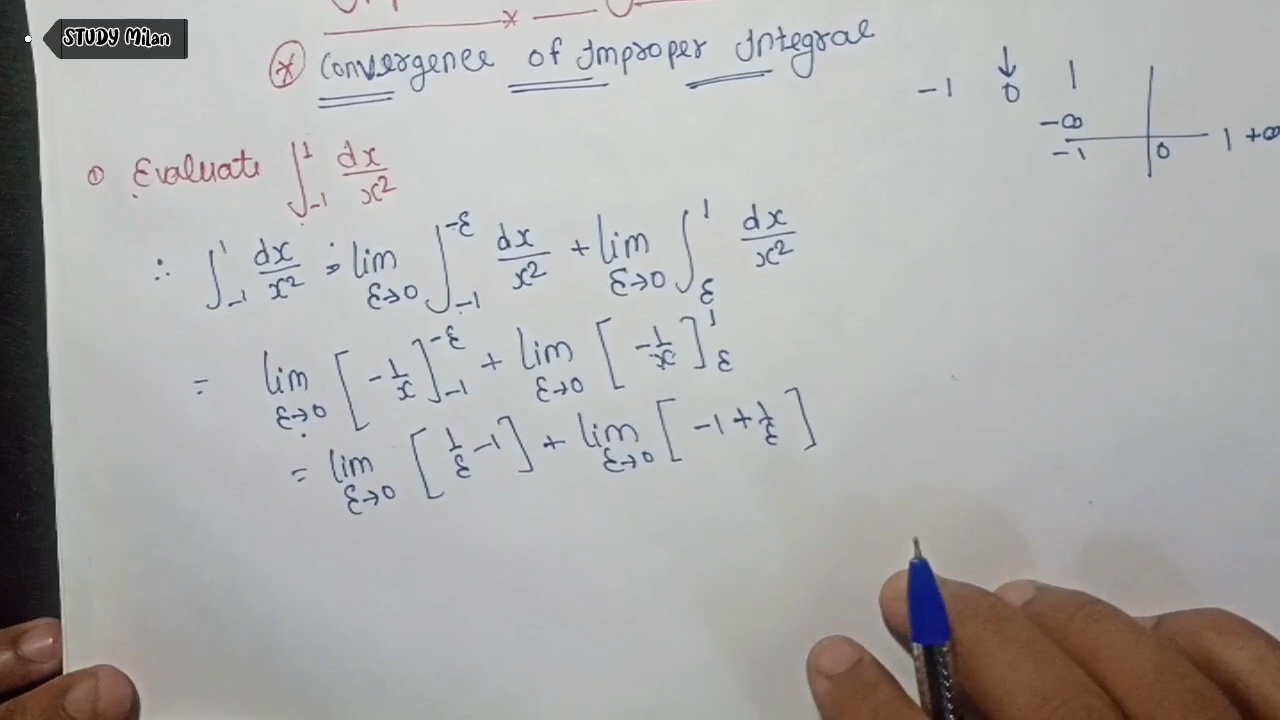 STUDY Milan
* Convergence of Improper Integral
-1 0 1
-∞
-1 0 1 +∞
① Evaluate ∫_{-1}^{1} dx/x²
∴ ∫_{-1}^{1} dx/x² = lim_{ε→0} ∫_{-1}^{-ε} dx/x² + lim_{ε→0} ∫_{ε}^{1} dx/x²
= lim_{ε→0} [-1/x]_{-1}^{-ε} + lim_{ε→0} [-1/x]_{ε}^{1}
= lim_{ε→0} [1/ε -1] + lim_{ε→0} [-1 + 1/ε]